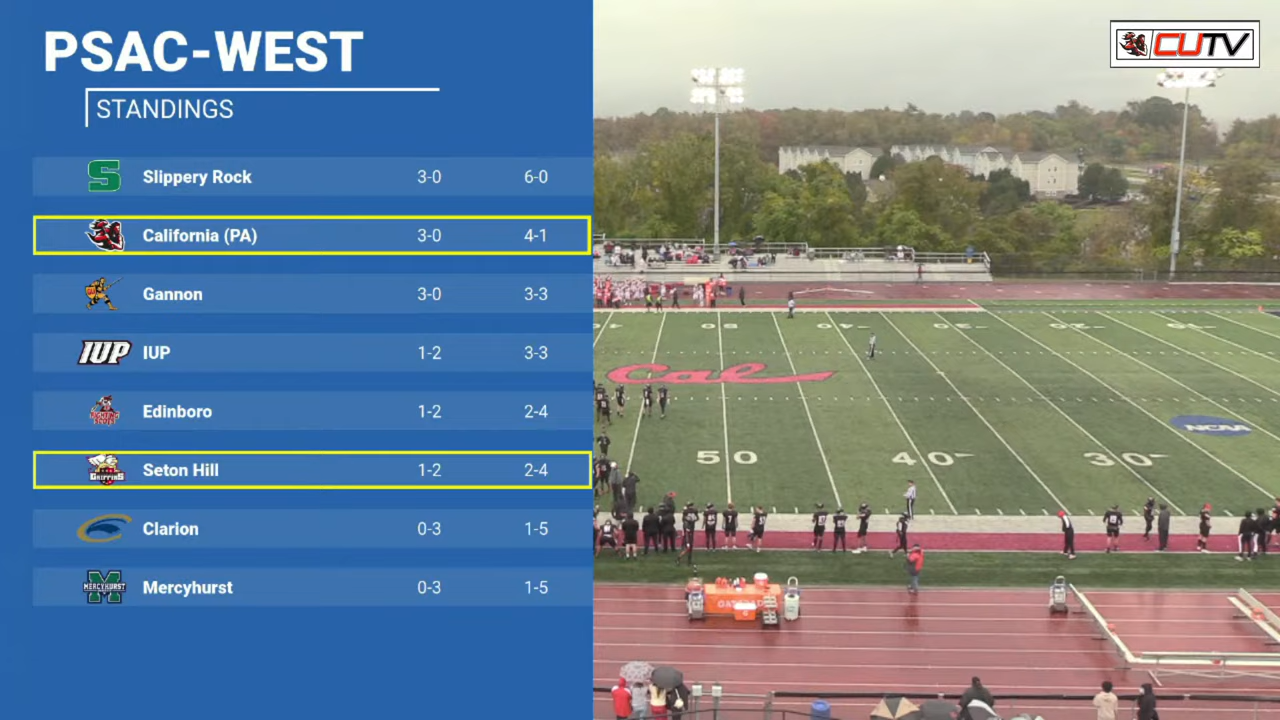 PSAC-WEST
STANDINGS
Slippery Rock 3-0 6-0
California (PA) 3-0 4-1
Gannon 3-0 3-3
IUP IUP 1-2 3-3
Edinboro 1-2 2-4
GRIFFINS Seton Hill 1-2 2-4
Clarion 0-3 1-5
MERCYHURST Mercyhurst 0-3 1-5
CUTV
Cal
NCAA
50 40 30